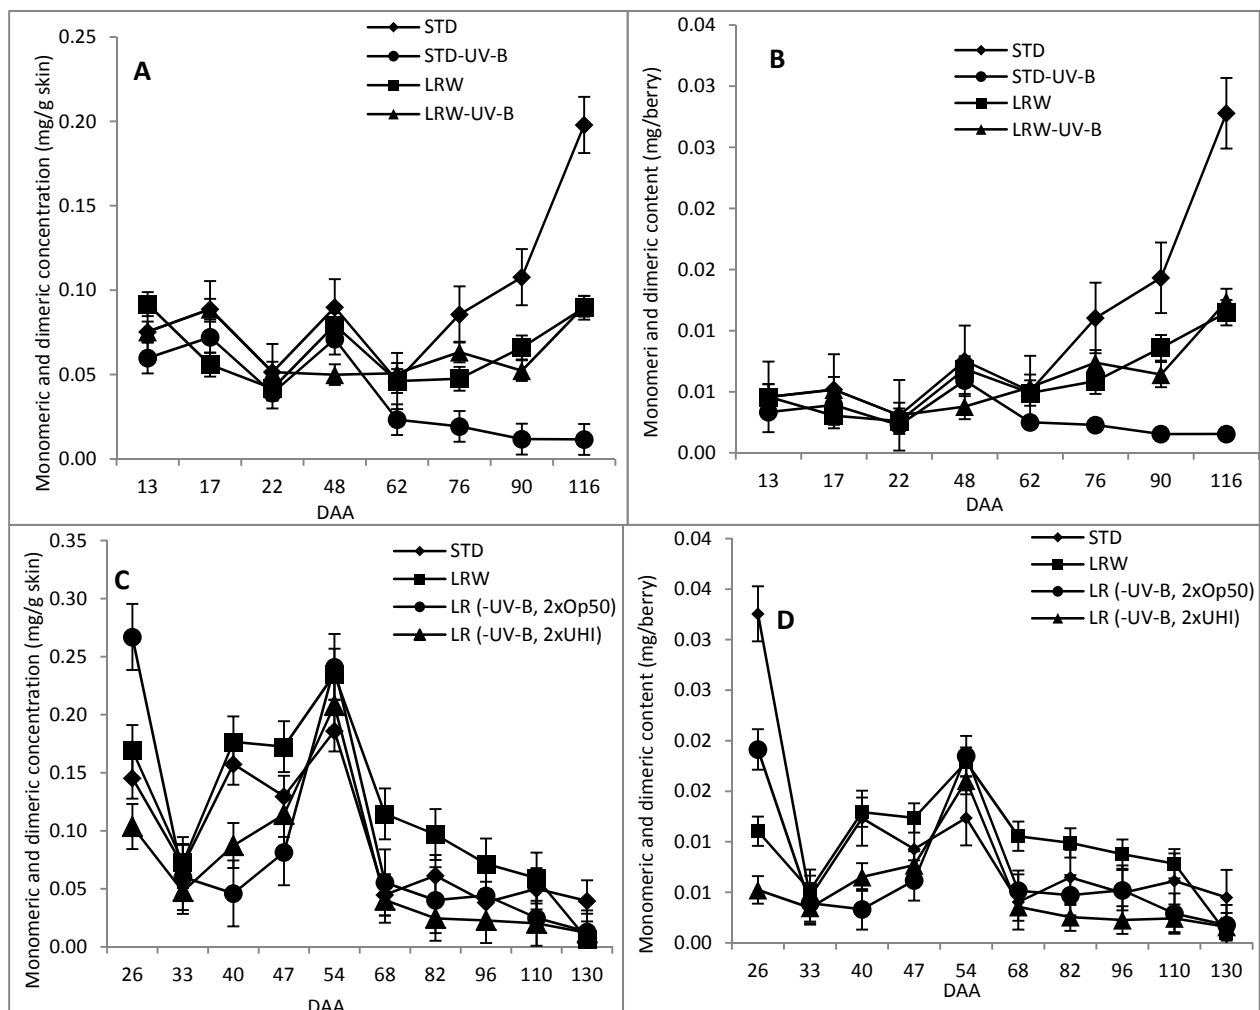 A
STD
STD-UV-B
LRW
LRW-UV-B
Monomeric and dimeric concentration (mg/g skin)
0.25
0.20
0.15
0.10
0.05
0.00
13 17 22 48 62 76 90 116
DAA
B
STD
STD-UV-B
LRW
LRW-UV-B
Monomeri and dimeric content (mg/berry)
0.04
0.03
0.03
0.02
0.02
0.01
0.01
0.00
13 17 22 48 62 76 90 116
DAA
C
STD
LRW
LR (-UV-B, 2xOp50)
LR (-UV-B, 2xUHI)
Monomeric and dimeric concentration (mg/g skin)
0.35
0.30
0.25
0.20
0.15
0.10
0.05
0.00
26 33 40 47 54 68 82 96 110 130
DAA
D
STD
LRW
LR (-UV-B, 2xOp50)
LR (-UV-B, 2xUHI)
Monomeric and dimeric content (mg/berry)
0.04
0.04
0.03
0.03
0.02
0.02
0.01
0.01
0.00
26 33 40 47 54 68 82 96 110 130
DAA